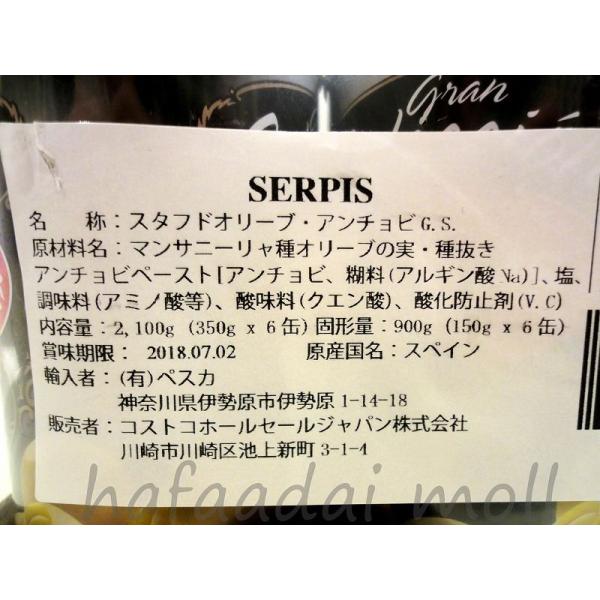 Gran
SERPIS
名 称：スタフドオリーブ・アンチョビG.S.
原材料名：マンサニーリャ種オリーブの実・種抜き
アンチョビペースト[アンチョビ、糊料(アルギン酸Na)]、塩、
調味料(アミノ酸等)、酸味料(クエン酸)、酸化防止剤(V.C)
内容量：2,100g (350g x 6缶) 固形量：900g (150g x 6缶)
賞味期限： 2018.07.02 原産国名：スペイン
輸入者：(有)ペスカ
神奈川県伊勢原市伊勢原 1-14-18
販売者：コストコホールセールジャパン株式会社
川崎市川崎区池上新町 3-1-4
hafaadai moll